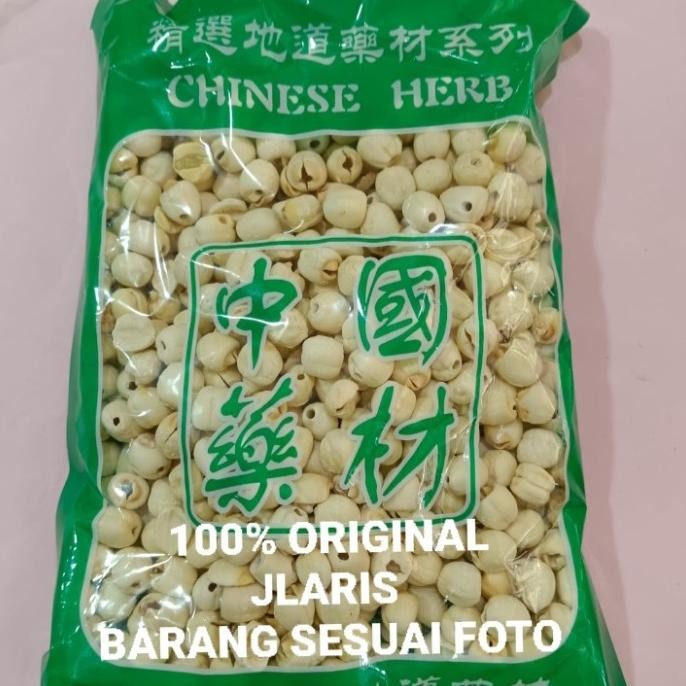 精選地道藥材系列
CHINESE HERB
中國
藥材
100% ORIGINAL
JLARIS
BARANG SESUAI FOTO